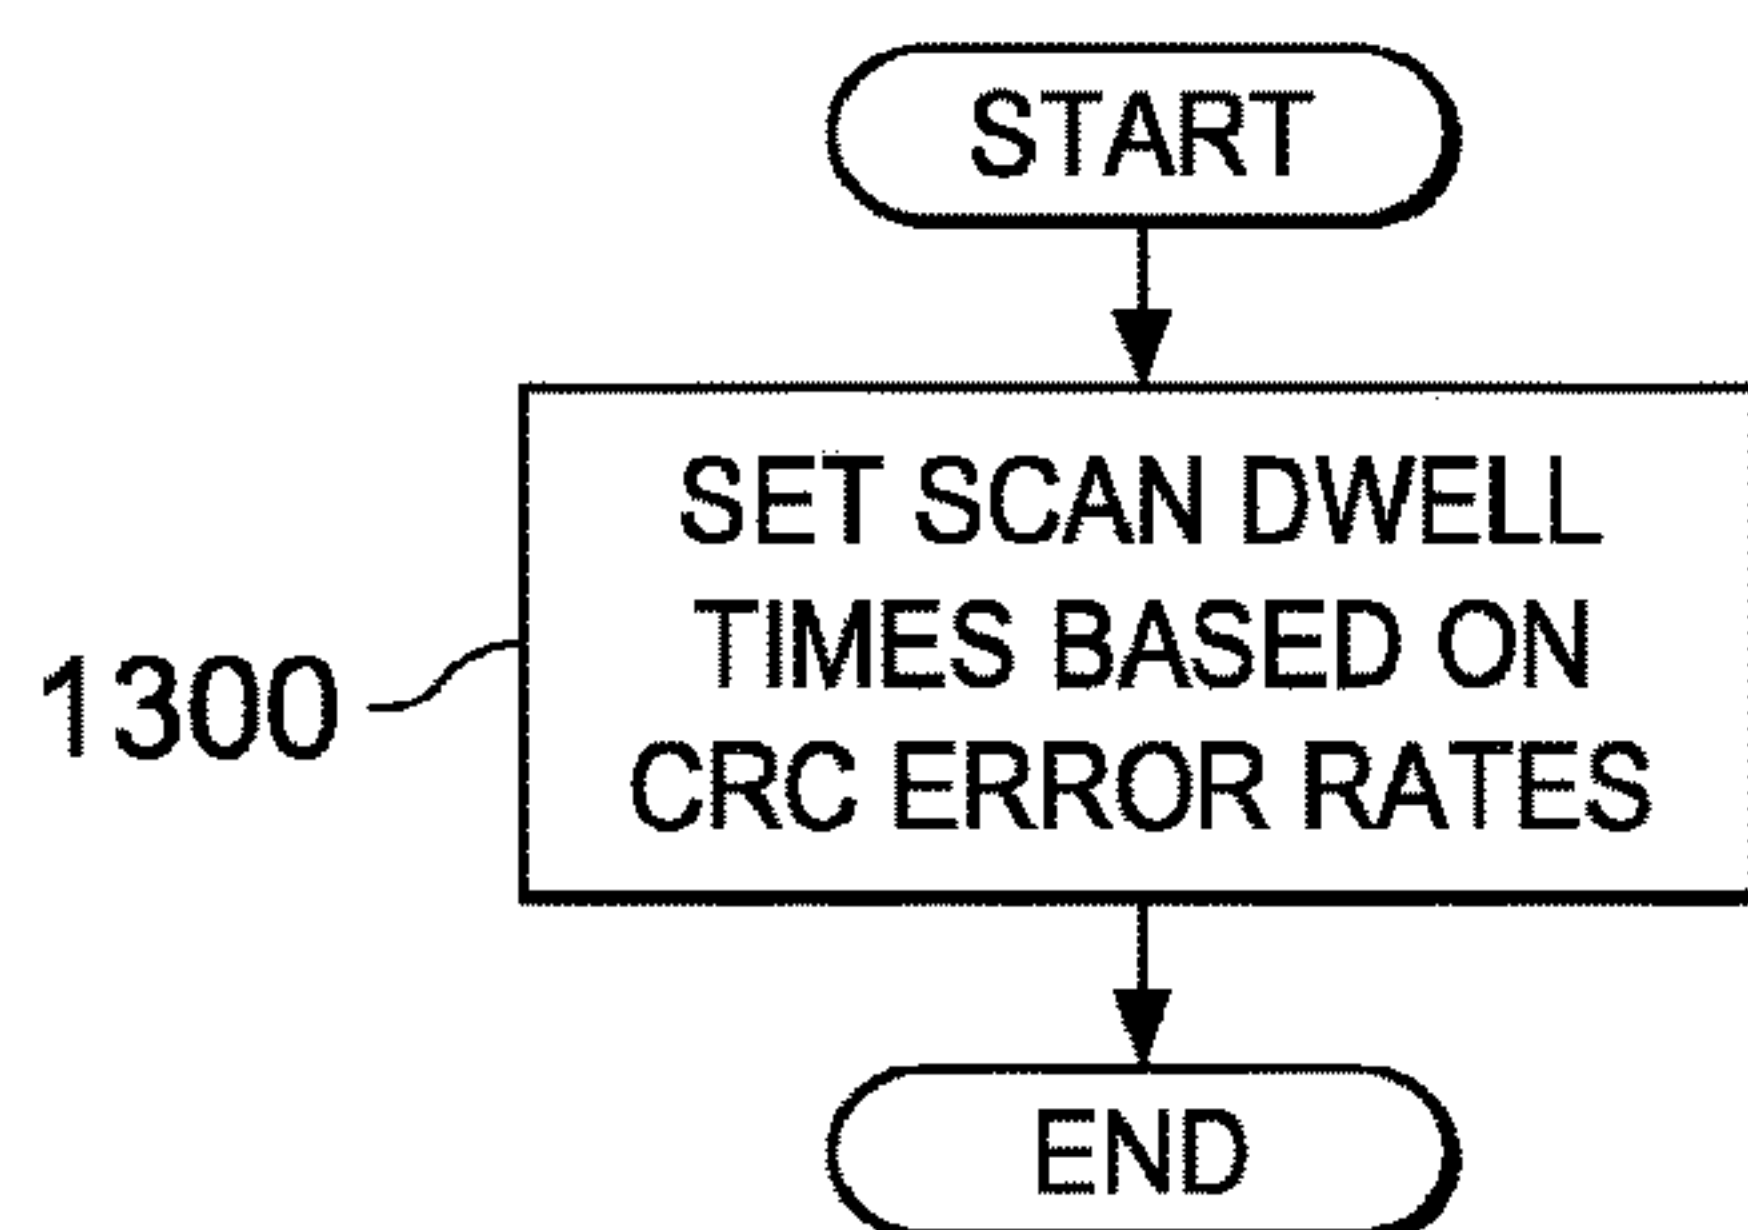 START
SET SCAN DWELL
TIMES BASED ON
CRC ERROR RATES
1300
END